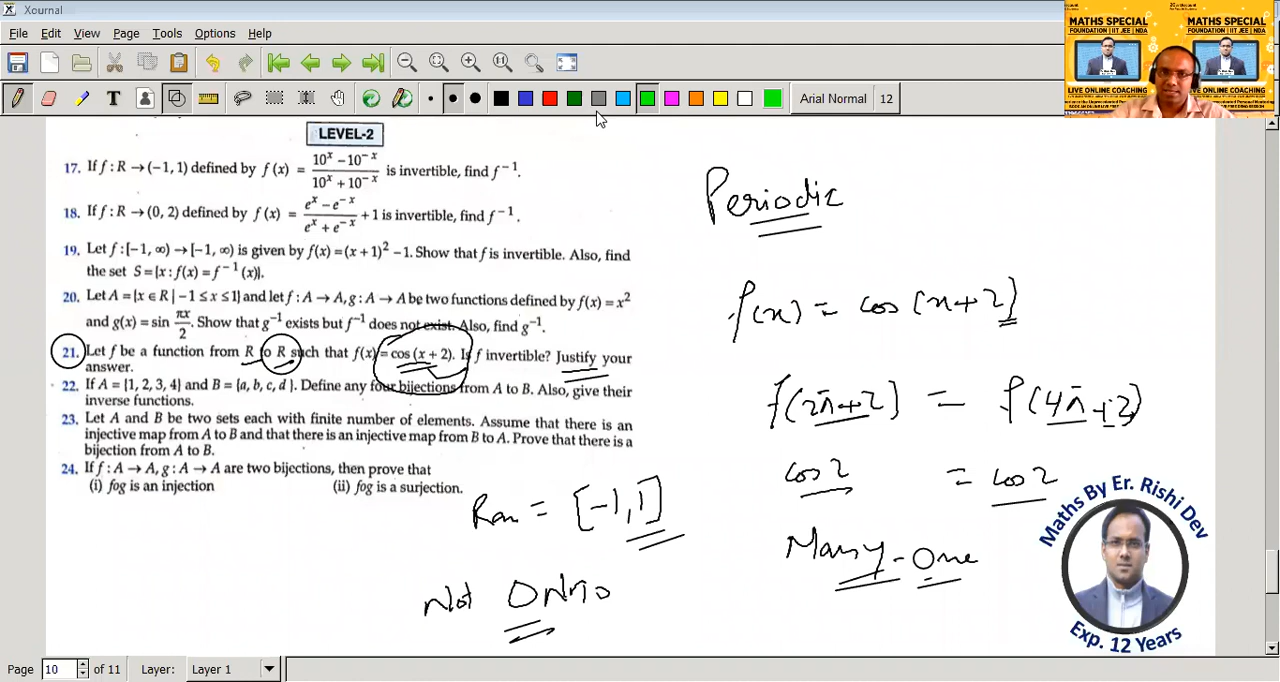 Xournal
File Edit View Page Tools Options Help
Arial Normal 12
MATHS SPECIAL
FOUNDATION | IIT JEE | NDA
LIVE ONLINE COACHING
MATHS SPECIAL
FOUNDATION | IIT JEE | NDA
LIVE ONLINE COACHING
LEVEL-2
17. If f : R → (−1, 1) defined by f (x) = (10^x − 10^−x)/(10^x + 10^−x) is invertible, find f^−1.
18. If f : R → (0, 2) defined by f (x) = (e^x − e^−x)/(e^x + e^−x) + 1 is invertible, find f^−1.
19. Let f : [−1, ∞) → [−1, ∞) is given by f(x) = (x + 1)^2 − 1. Show that f is invertible. Also, find
the set S = {x : f(x) = f^−1 (x)}.
20. Let A = {x ∈ R | −1 ≤ x ≤ 1} and let f : A → A, g : A → A be two functions defined by f(x) = x^2
and g(x) = sin πx/2. Show that g^−1 exists but f^−1 does not exist. Also, find g^−1.
21. Let f be a function from R to R such that f(x) = cos (x + 2). Is f invertible? Justify your
answer.
22. If A = {1, 2, 3, 4} and B = {a, b, c, d }. Define any four bijections from A to B. Also, give their
inverse functions.
23. Let A and B be two sets each with finite number of elements. Assume that there is an
injective map from A to B and that there is an injective map from B to A. Prove that there is a
bijection from A to B.
24. If f : A → A, g : A → A are two bijections, then prove that
(i) fog is an injection (ii) fog is a surjection.
Ran = [−1, 1]
Not Onto
Periodic
f(x) = cos (x+2)
f(2π+2) = f(4π+2)
cos 2 = cos 2
Many-One
Maths By Er. Rishi Dev
Exp. 12 Years
Page 10 of 11 Layer: Layer 1